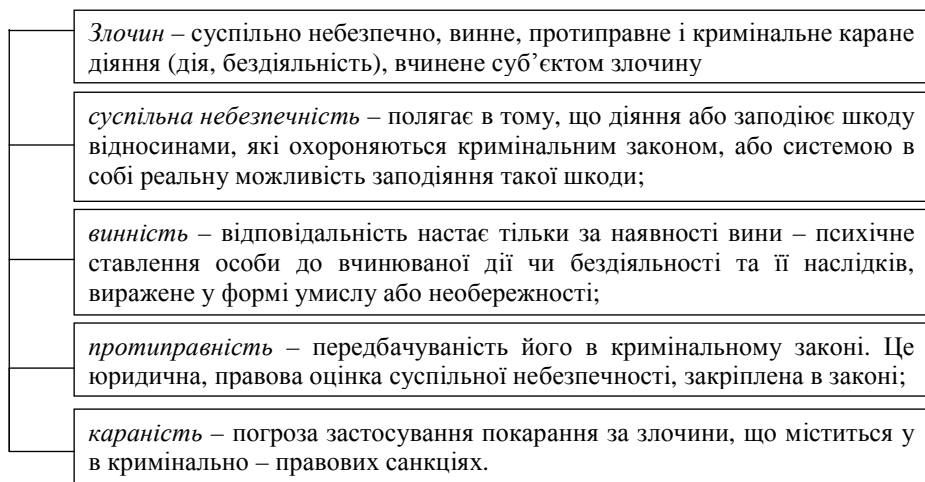 Злочин – суспільно небезпечно, винне, протиправне і кримінальне каране
діяння (дія, бездіяльність), вчинене суб’єктом злочину
суспільна небезпечність – полягає в тому, що діяння або заподіює шкоду
відносинами, які охороняються кримінальним законом, або системою в
собі реальну можливість заподіяння такої шкоди;
винність – відповідальність настає тільки за наявності вини – психічне
ставлення особи до вчинюваної дії чи бездіяльності та її наслідків,
виражене у формі умислу або необережності;
протиправність – передбачуваність його в кримінальному законі. Це
юридична, правова оцінка суспільної небезпечності, закріплена в законі;
караність – погроза застосування покарання за злочини, що міститься у
в кримінально – правових санкціях.